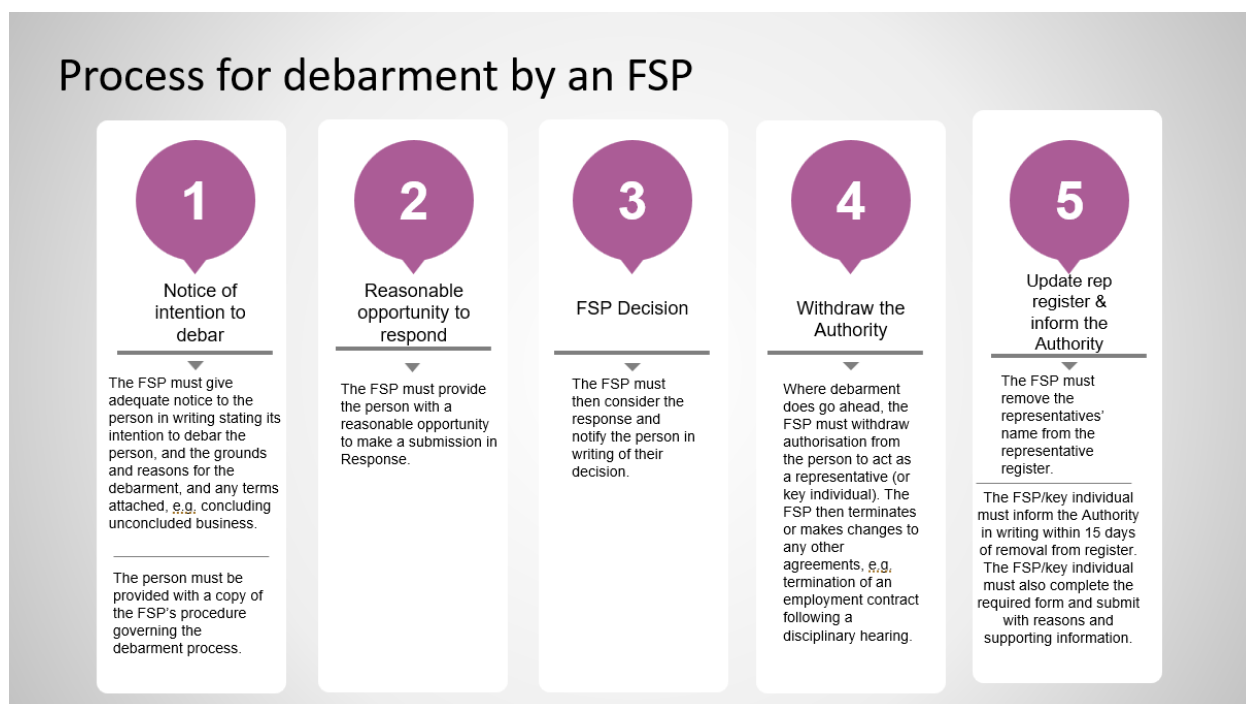 Process for debarment by an FSP
1
Notice of
intention to
debar
The FSP must give
adequate notice to the
person in writing stating its
intention to debar the
person, and the grounds
and reasons for the
debarment, and any terms
attached, e.g. concluding
unconcluded business.
The person must be
provided with a copy of
the FSP's procedure
governing the
debarment process.
2
Reasonable
opportunity to
respond
The FSP must provide
the person with a
reasonable opportunity
to make a submission in
Response.
3
FSP Decision
The FSP must
then consider the
response and
notify the person in
writing of their
decision.
4
Withdraw the
Authority
Where debarment
does go ahead, the
FSP must withdraw
authorisation from
the person to act as
a representative (or
key individual). The
FSP then terminates
or makes changes to
any other
agreements, e.g.
termination of an
employment contract
following a
disciplinary hearing.
5
Update rep
register &
inform the
Authority
The FSP must
remove the
representatives'
name from the
representative
register.
The FSP/key individual
must inform the Authority
in writing within 15 days
of removal from register.
The FSP/key individual
must also complete the
required form and submit
with reasons and
supporting information.